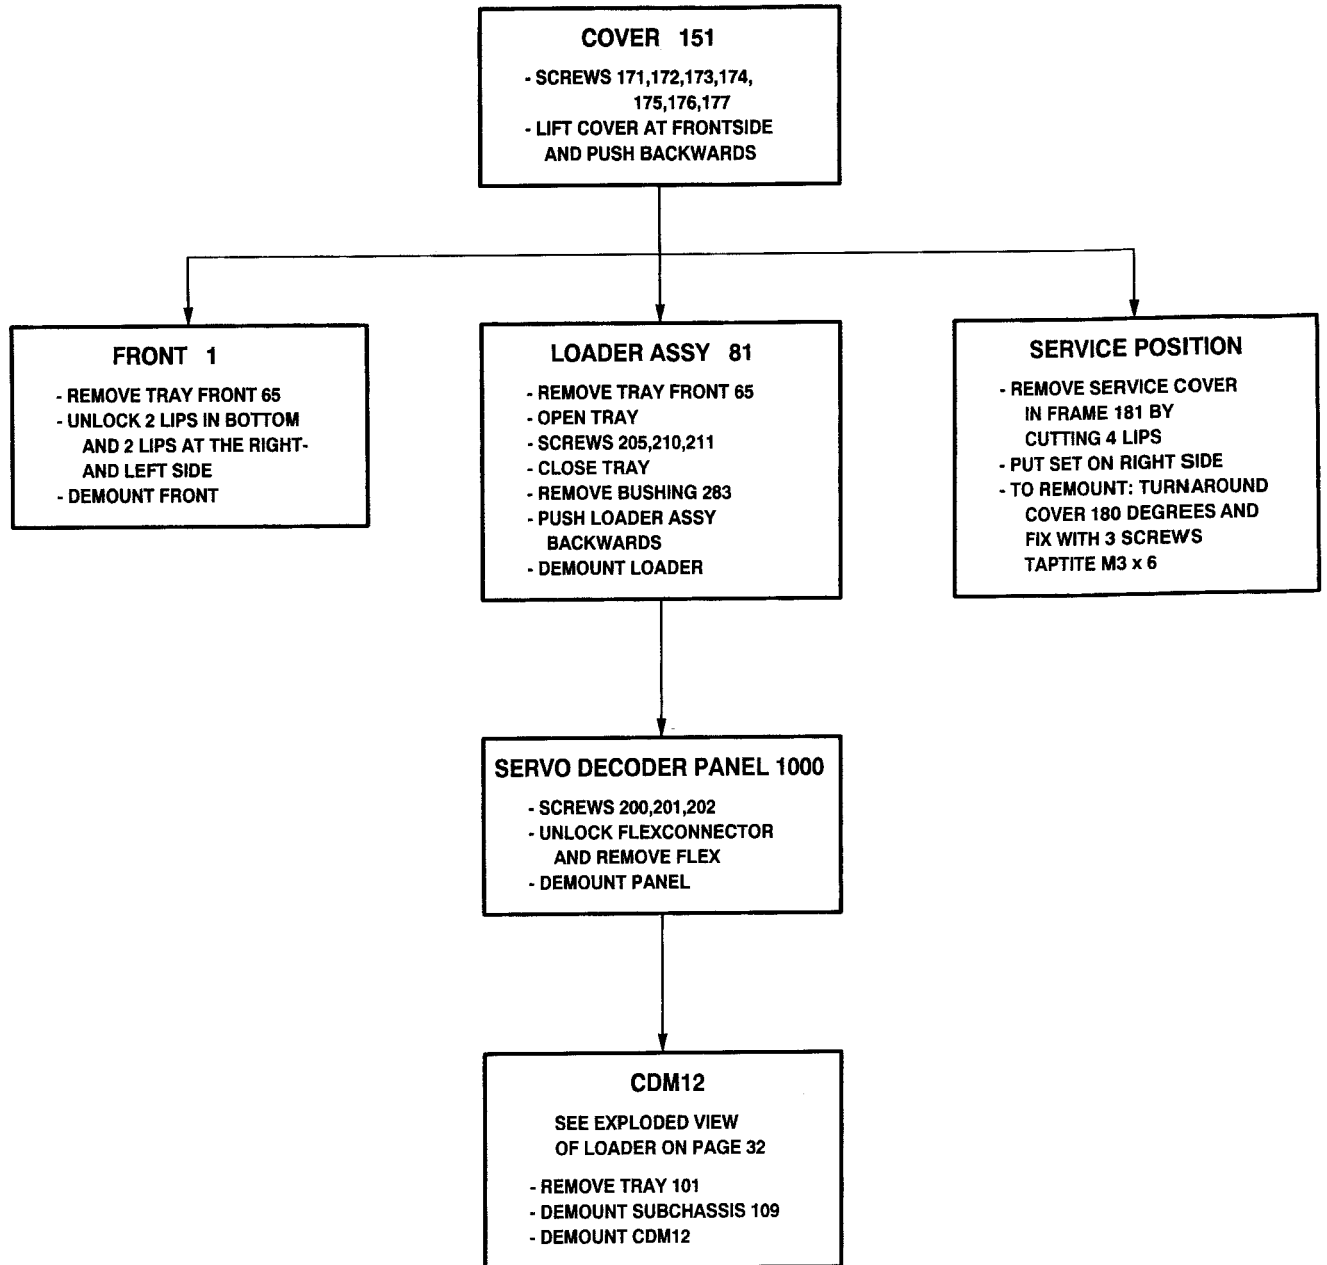 COVER 151
- SCREWS 171,172,173,174,
175,176,177
- LIFT COVER AT FRONTSIDE
AND PUSH BACKWARDS
FRONT 1
- REMOVE TRAY FRONT 65
- UNLOCK 2 LIPS IN BOTTOM
AND 2 LIPS AT THE RIGHT-
AND LEFT SIDE
- DEMOUNT FRONT
LOADER ASSY 81
- REMOVE TRAY FRONT 65
- OPEN TRAY
- SCREWS 205,210,211
- CLOSE TRAY
- REMOVE BUSHING 283
- PUSH LOADER ASSY
BACKWARDS
- DEMOUNT LOADER
SERVICE POSITION
- REMOVE SERVICE COVER
IN FRAME 181 BY
CUTTING 4 LIPS
- PUT SET ON RIGHT SIDE
- TO REMOUNT: TURNAROUND
COVER 180 DEGREES AND
FIX WITH 3 SCREWS
TAPTITE M3 x 6
SERVO DECODER PANEL 1000
- SCREWS 200,201,202
- UNLOCK FLEXCONNECTOR
AND REMOVE FLEX
- DEMOUNT PANEL
CDM12
SEE EXPLODED VIEW
OF LOADER ON PAGE 32
- REMOVE TRAY 101
- DEMOUNT SUBCHASSIS 109
- DEMOUNT CDM12